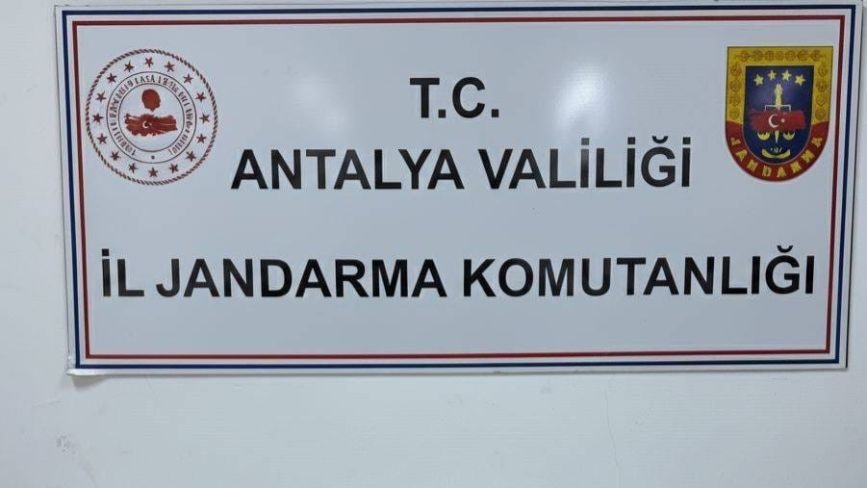 T.C.
ANTALYA VALİLİĞİ
İL JANDARMA KOMUTANLIĞI
JANDARMA